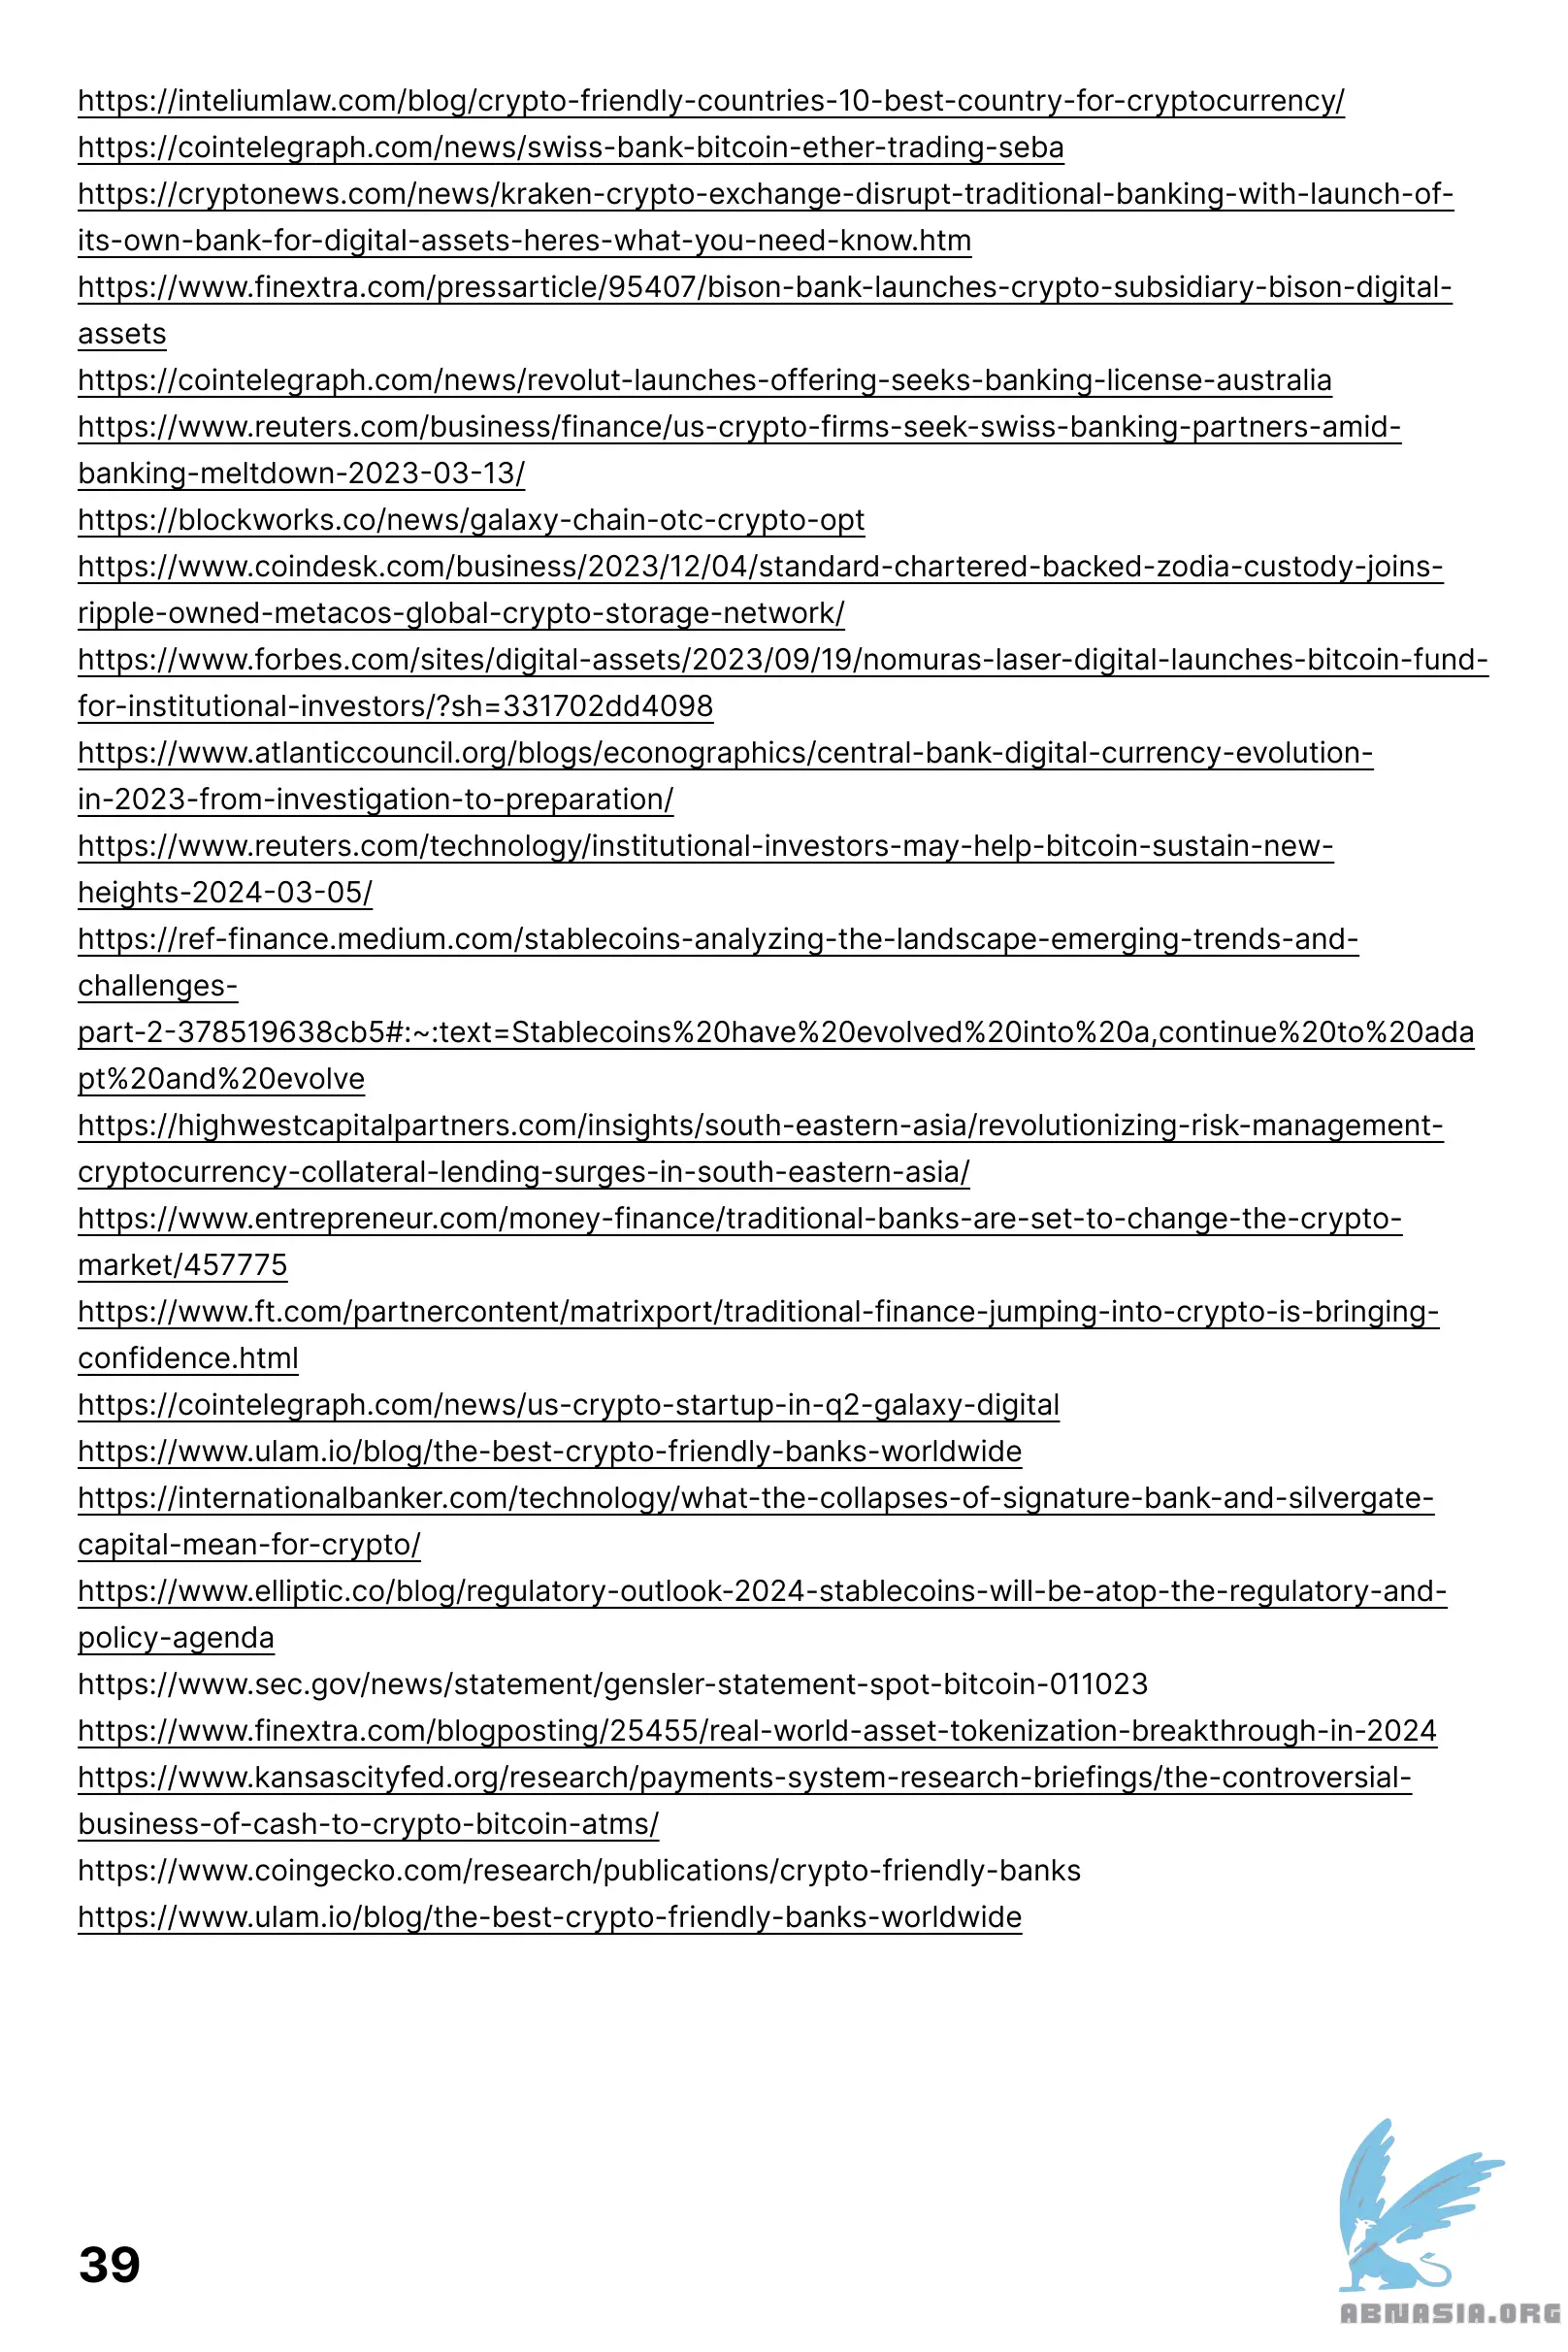 https://inteliumlaw.com/blog/crypto-friendly-countries-10-best-country-for-cryptocurrency/
https://cointelegraph.com/news/swiss-bank-bitcoin-ether-trading-seba
https://cryptonews.com/news/kraken-crypto-exchange-disrupt-traditional-banking-with-launch-of-
its-own-bank-for-digital-assets-heres-what-you-need-know.htm
https://www.finextra.com/pressarticle/95407/bison-bank-launches-crypto-subsidiary-bison-digital-
assets
https://cointelegraph.com/news/revolut-launches-offering-seeks-banking-license-australia
https://www.reuters.com/business/finance/us-crypto-firms-seek-swiss-banking-partners-amid-
banking-meltdown-2023-03-13/
https://blockworks.co/news/galaxy-chain-otc-crypto-opt
https://www.coindesk.com/business/2023/12/04/standard-chartered-backed-zodia-custody-joins-
ripple-owned-metacos-global-crypto-storage-network/
https://www.forbes.com/sites/digital-assets/2023/09/19/nomuras-laser-digital-launches-bitcoin-fund-
for-institutional-investors/?sh=331702dd4098
https://www.atlanticcouncil.org/blogs/econographics/central-bank-digital-currency-evolution-
in-2023-from-investigation-to-preparation/
https://www.reuters.com/technology/institutional-investors-may-help-bitcoin-sustain-new-
heights-2024-03-05/
https://ref-finance.medium.com/stablecoins-analyzing-the-landscape-emerging-trends-and-
challenges-
part-2-378519638cb5#:~:text=Stablecoins%20have%20evolved%20into%20a,continue%20to%20ada
pt%20and%20evolve
https://highwestcapitalpartners.com/insights/south-eastern-asia/revolutionizing-risk-management-
cryptocurrency-collateral-lending-surges-in-south-eastern-asia/
https://www.entrepreneur.com/money-finance/traditional-banks-are-set-to-change-the-crypto-
market/457775
https://www.ft.com/partnercontent/matrixport/traditional-finance-jumping-into-crypto-is-bringing-
confidence.html
https://cointelegraph.com/news/us-crypto-startup-in-q2-galaxy-digital
https://www.ulam.io/blog/the-best-crypto-friendly-banks-worldwide
https://internationalbanker.com/technology/what-the-collapses-of-signature-bank-and-silvergate-
capital-mean-for-crypto/
https://www.elliptic.co/blog/regulatory-outlook-2024-stablecoins-will-be-atop-the-regulatory-and-
policy-agenda
https://www.sec.gov/news/statement/gensler-statement-spot-bitcoin-011023
https://www.finextra.com/blogposting/25455/real-world-asset-tokenization-breakthrough-in-2024
https://www.kansascityfed.org/research/payments-system-research-briefings/the-controversial-
business-of-cash-to-crypto-bitcoin-atms/
https://www.coingecko.com/research/publications/crypto-friendly-banks
https://www.ulam.io/blog/the-best-crypto-friendly-banks-worldwide
39
ABNASIA.ORG